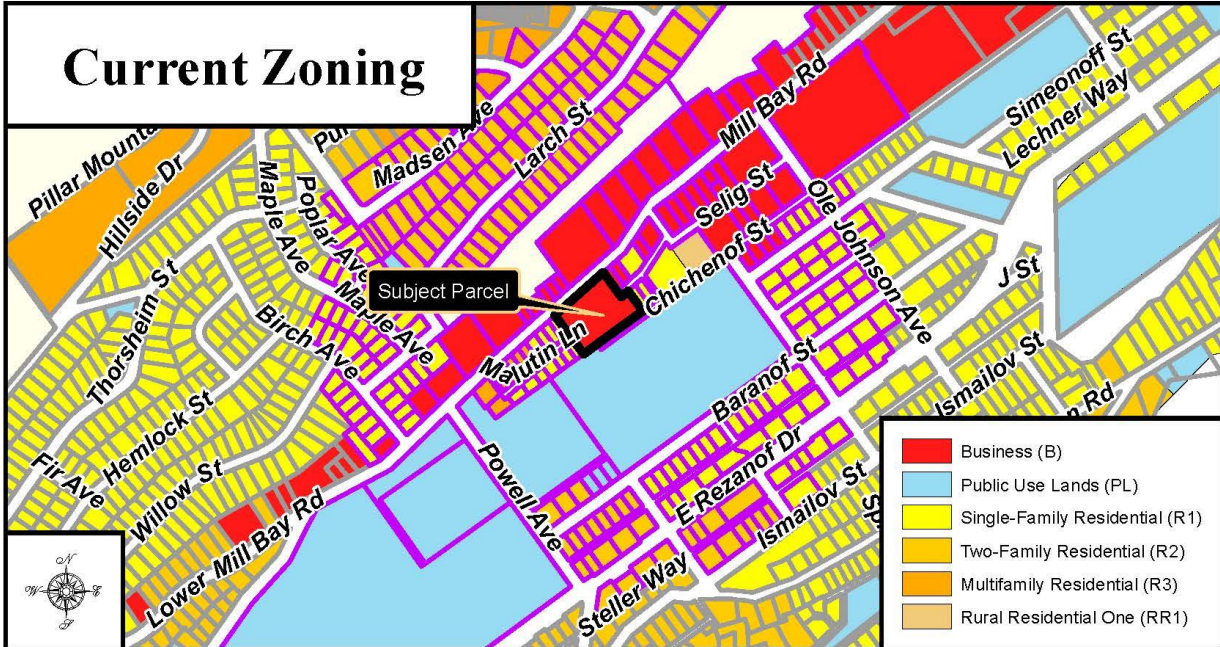 Current Zoning
Pillar Mounta
Hillside Dr
Maple Ave
Poplar Ave
Madsen Ave
Larch St
Mill Bay Rd
Simeonoff St
Lechner Way
Selig St
Ole Johnson Ave
Chichenof St
Thorsheim St
Subject Parcel
Maple Ave
Birch Ave
Malutin Ln
J St
Hemlock St
Baranof St
Ismailov St
n Rd
Fir Ave
Willow St
Powell Ave
E Rezanof Dr
Ismailov St
Sp
Lower Mill Bay Rd
Steller Way
N
W
E
S
Business (B)
Public Use Lands (PL)
Single-Family Residential (R1)
Two-Family Residential (R2)
Multifamily Residential (R3)
Rural Residential One (RR1)